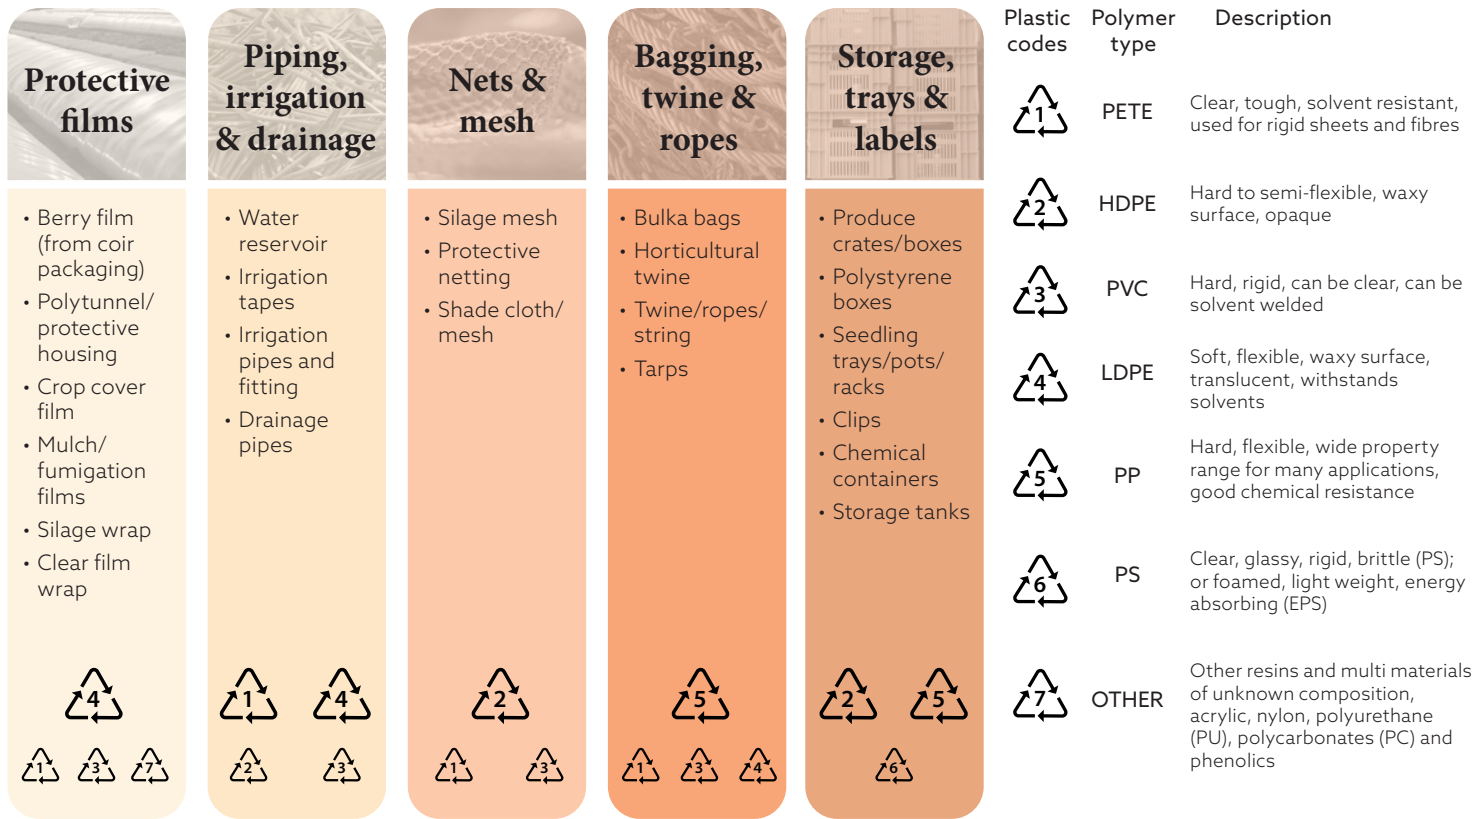 Protective
films
• Berry film
(from coir
packaging)
• Polytunnel/
protective
housing
• Crop cover
film
• Mulch/
fumigation
films
• Silage wrap
• Clear film
wrap
4
1 3 7
Piping,
irrigation
& drainage
• Water
reservoir
• Irrigation
tapes
• Irrigation
pipes and
fitting
• Drainage
pipes
1 4
2 3
Nets &
mesh
• Silage mesh
• Protective
netting
• Shade cloth/
mesh
2
1 3
Bagging,
twine &
ropes
• Bulka bags
• Horticultural
twine
• Twine/ropes/
string
• Tarps
5
1 3 4
Storage,
trays &
labels
• Produce
crates/boxes
• Polystyrene
boxes
• Seedling
trays/pots/
racks
• Clips
• Chemical
containers
• Storage tanks
2 5
6
Plastic
codes
Polymer
type
Description
1
PETE
Clear, tough, solvent resistant,
used for rigid sheets and fibres
2
HDPE
Hard to semi-flexible, waxy
surface, opaque
3
PVC
Hard, rigid, can be clear, can be
solvent welded
4
LDPE
Soft, flexible, waxy surface,
translucent, withstands
solvents
5
PP
Hard, flexible, wide property
range for many applications,
good chemical resistance
6
PS
Clear, glassy, rigid, brittle (PS);
or foamed, light weight, energy
absorbing (EPS)
7
OTHER
Other resins and multi materials
of unknown composition,
acrylic, nylon, polyurethane
(PU), polycarbonates (PC) and
phenolics